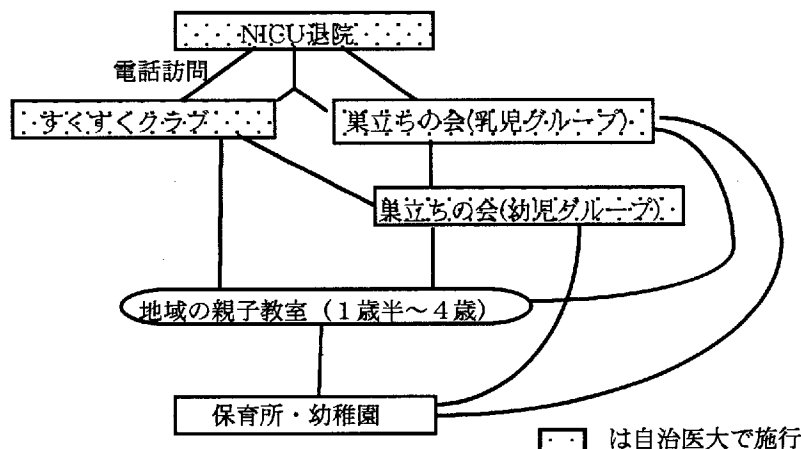 NICU退院
電話訪問
すくすくクラブ
巣立ちの会(乳児グループ)
巣立ちの会(幼児グループ)
地域の親子教室（１歳半～４歳）
保育所・幼稚園
は自治医大で施行